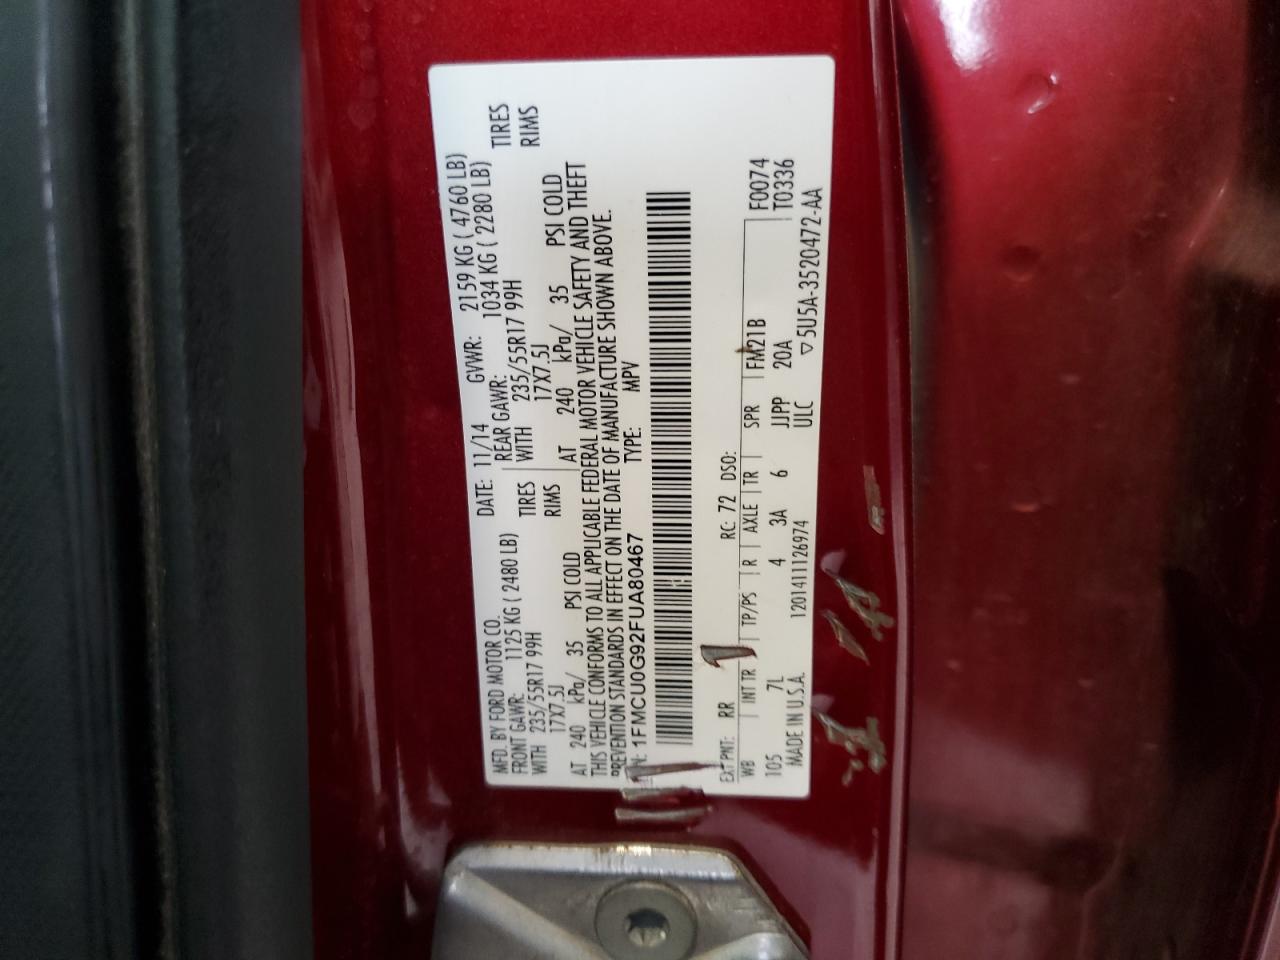 MFD. BY FORD MOTOR CO. DATE: 11/14 GVWR: 2159 KG ( 4760 LB)
FRONT GAWR: 1125 KG ( 2480 LB) REAR GAWR: 1034 KG ( 2280 LB)
WITH 235/55R17 99H TIRES WITH 235/55R17 99H TIRES
17X7.5J RIMS 17X7.5J RIMS
AT 240 kPa/ 35 PSI COLD AT 240 kPa/ 35 PSI COLD
THIS VEHICLE CONFORMS TO ALL APPLICABLE FEDERAL MOTOR VEHICLE SAFETY AND THEFT
PREVENTION STANDARDS IN EFFECT ON THE DATE OF MANUFACTURE SHOWN ABOVE.
1FMCU0G92FUA80467 TYPE: MPV
EXT PNT: RR RC: 72 DSO: F0074
WB INT TR TP/PS R AXLE TR SPR FM21B T0336
105 7L 4 3A 6 JJPP 20A
MADE IN U.S.A. 120141126974 ULC ▽5U5A-3520472-AA